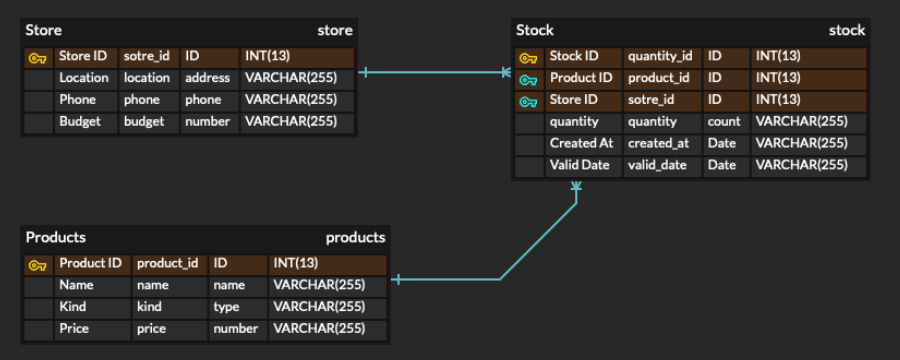 Store store
Store ID sotre_id ID INT(13)
Location location address VARCHAR(255)
Phone phone phone VARCHAR(255)
Budget budget number VARCHAR(255)
Stock stock
Stock ID quantity_id ID INT(13)
Product ID product_id ID INT(13)
Store ID sotre_id ID INT(13)
quantity quantity count VARCHAR(255)
Created At created_at Date VARCHAR(255)
Valid Date valid_date Date VARCHAR(255)
Products products
Product ID product_id ID INT(13)
Name name name VARCHAR(255)
Kind kind type VARCHAR(255)
Price price number VARCHAR(255)